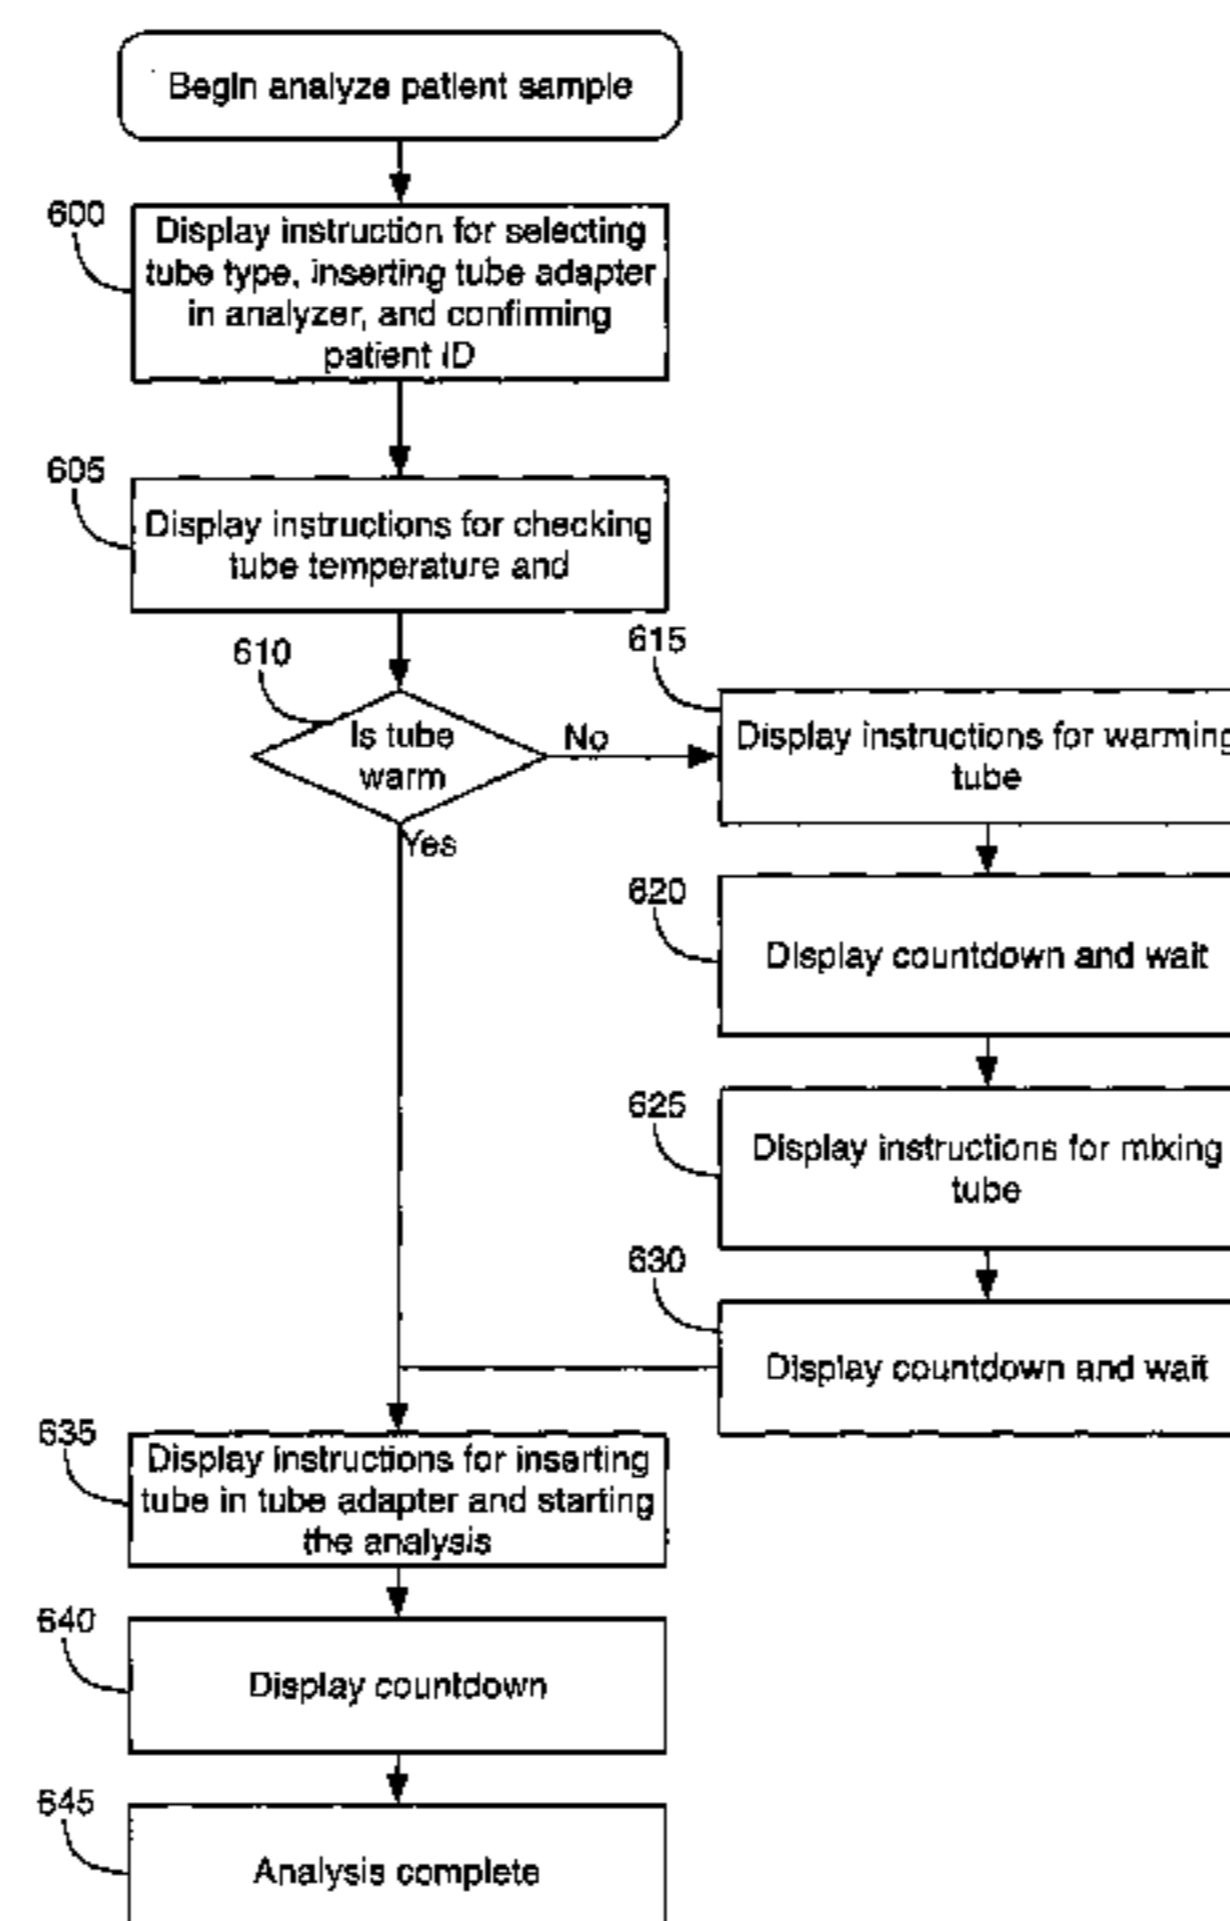 Begin analyze patient sample
600
Display instruction for selecting
tube type, inserting tube adapter
in analyzer, and confirming
patient ID
605
Display instructions for checking
tube temperature and
610
Is tube
warm
No
Yes
615
Display instructions for warming
tube
620
Display countdown and wait
625
Display instructions for mixing
tube
630
Display countdown and wait
635
Display instructions for inserting
tube in tube adapter and starting
the analysis
640
Display countdown
645
Analysis complete